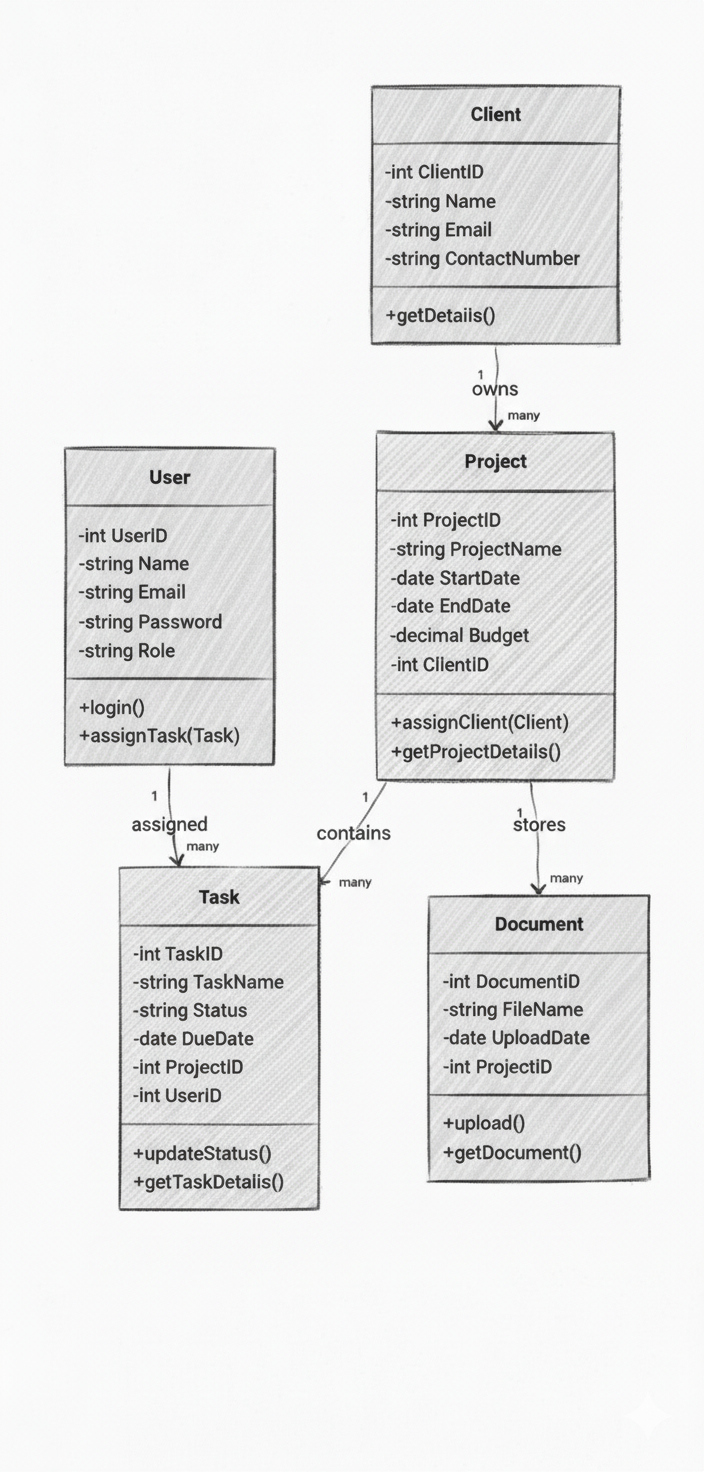 Client
-int ClientID
-string Name
-string Email
-string ContactNumber
+getDetails()
1
owns
many
User
-int UserID
-string Name
-string Email
-string Password
-string Role
+login()
+assignTask(Task)
Project
-int ProjectID
-string ProjectName
-date StartDate
-date EndDate
-decimal Budget
-int ClientID
+assignClient(Client)
+getProjectDetails()
1
assigned
many
1
contains
many
1
stores
many
Task
-int TaskID
-string TaskName
-string Status
-date DueDate
-int ProjectID
-int UserID
+updateStatus()
+getTaskDetalis()
Document
-int DocumentiD
-string FileName
-date UploadDate
-int ProjectiD
+upload()
+getDocument()